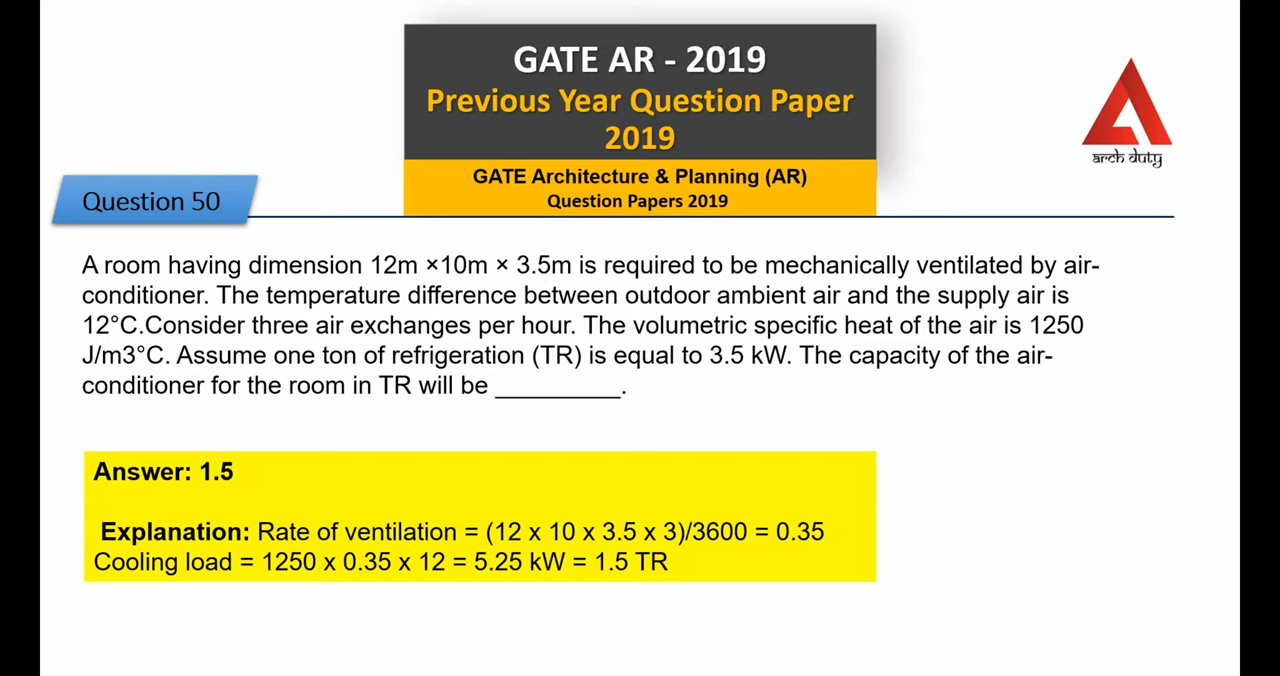 GATE AR - 2019
Previous Year Question Paper
2019
GATE Architecture & Planning (AR)
Question Papers 2019
arch duty
Question 50
A room having dimension 12m ×10m × 3.5m is required to be mechanically ventilated by air-
conditioner. The temperature difference between outdoor ambient air and the supply air is
12°C.Consider three air exchanges per hour. The volumetric specific heat of the air is 1250
J/m3°C. Assume one ton of refrigeration (TR) is equal to 3.5 kW. The capacity of the air-
conditioner for the room in TR will be _________.
Answer: 1.5
Explanation: Rate of ventilation = (12 x 10 x 3.5 x 3)/3600 = 0.35
Cooling load = 1250 x 0.35 x 12 = 5.25 kW = 1.5 TR